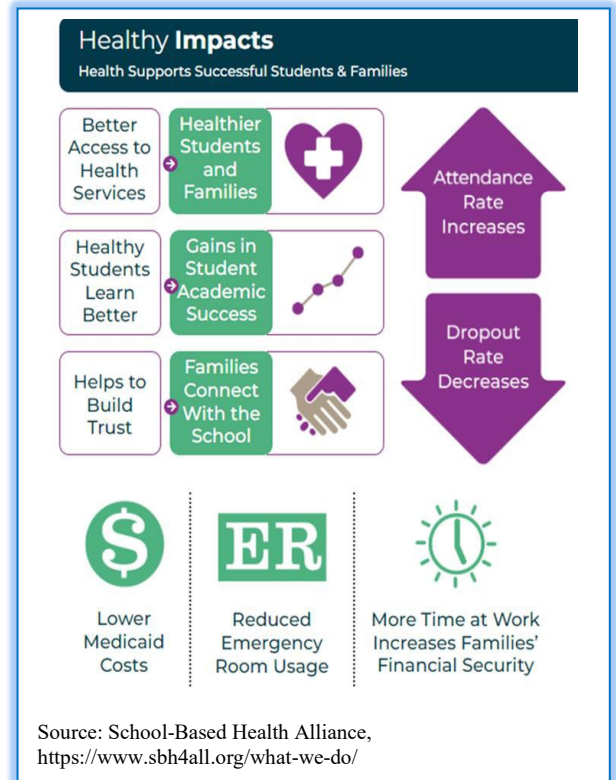 Healthy Impacts
Health Supports Successful Students & Families
Better
Access to
Health
Services
Healthier
Students
and
Families
Healthy
Students
Learn
Better
Gains in
Student
Academic
Success
Helps to
Build
Trust
Families
Connect
With the
School
Attendance
Rate
Increases
Dropout
Rate
Decreases
$
Lower
Medicaid
Costs
ER
Reduced
Emergency
Room Usage
More Time at Work
Increases Families’
Financial Security
Source: School-Based Health Alliance,
https://www.sbh4all.org/what-we-do/